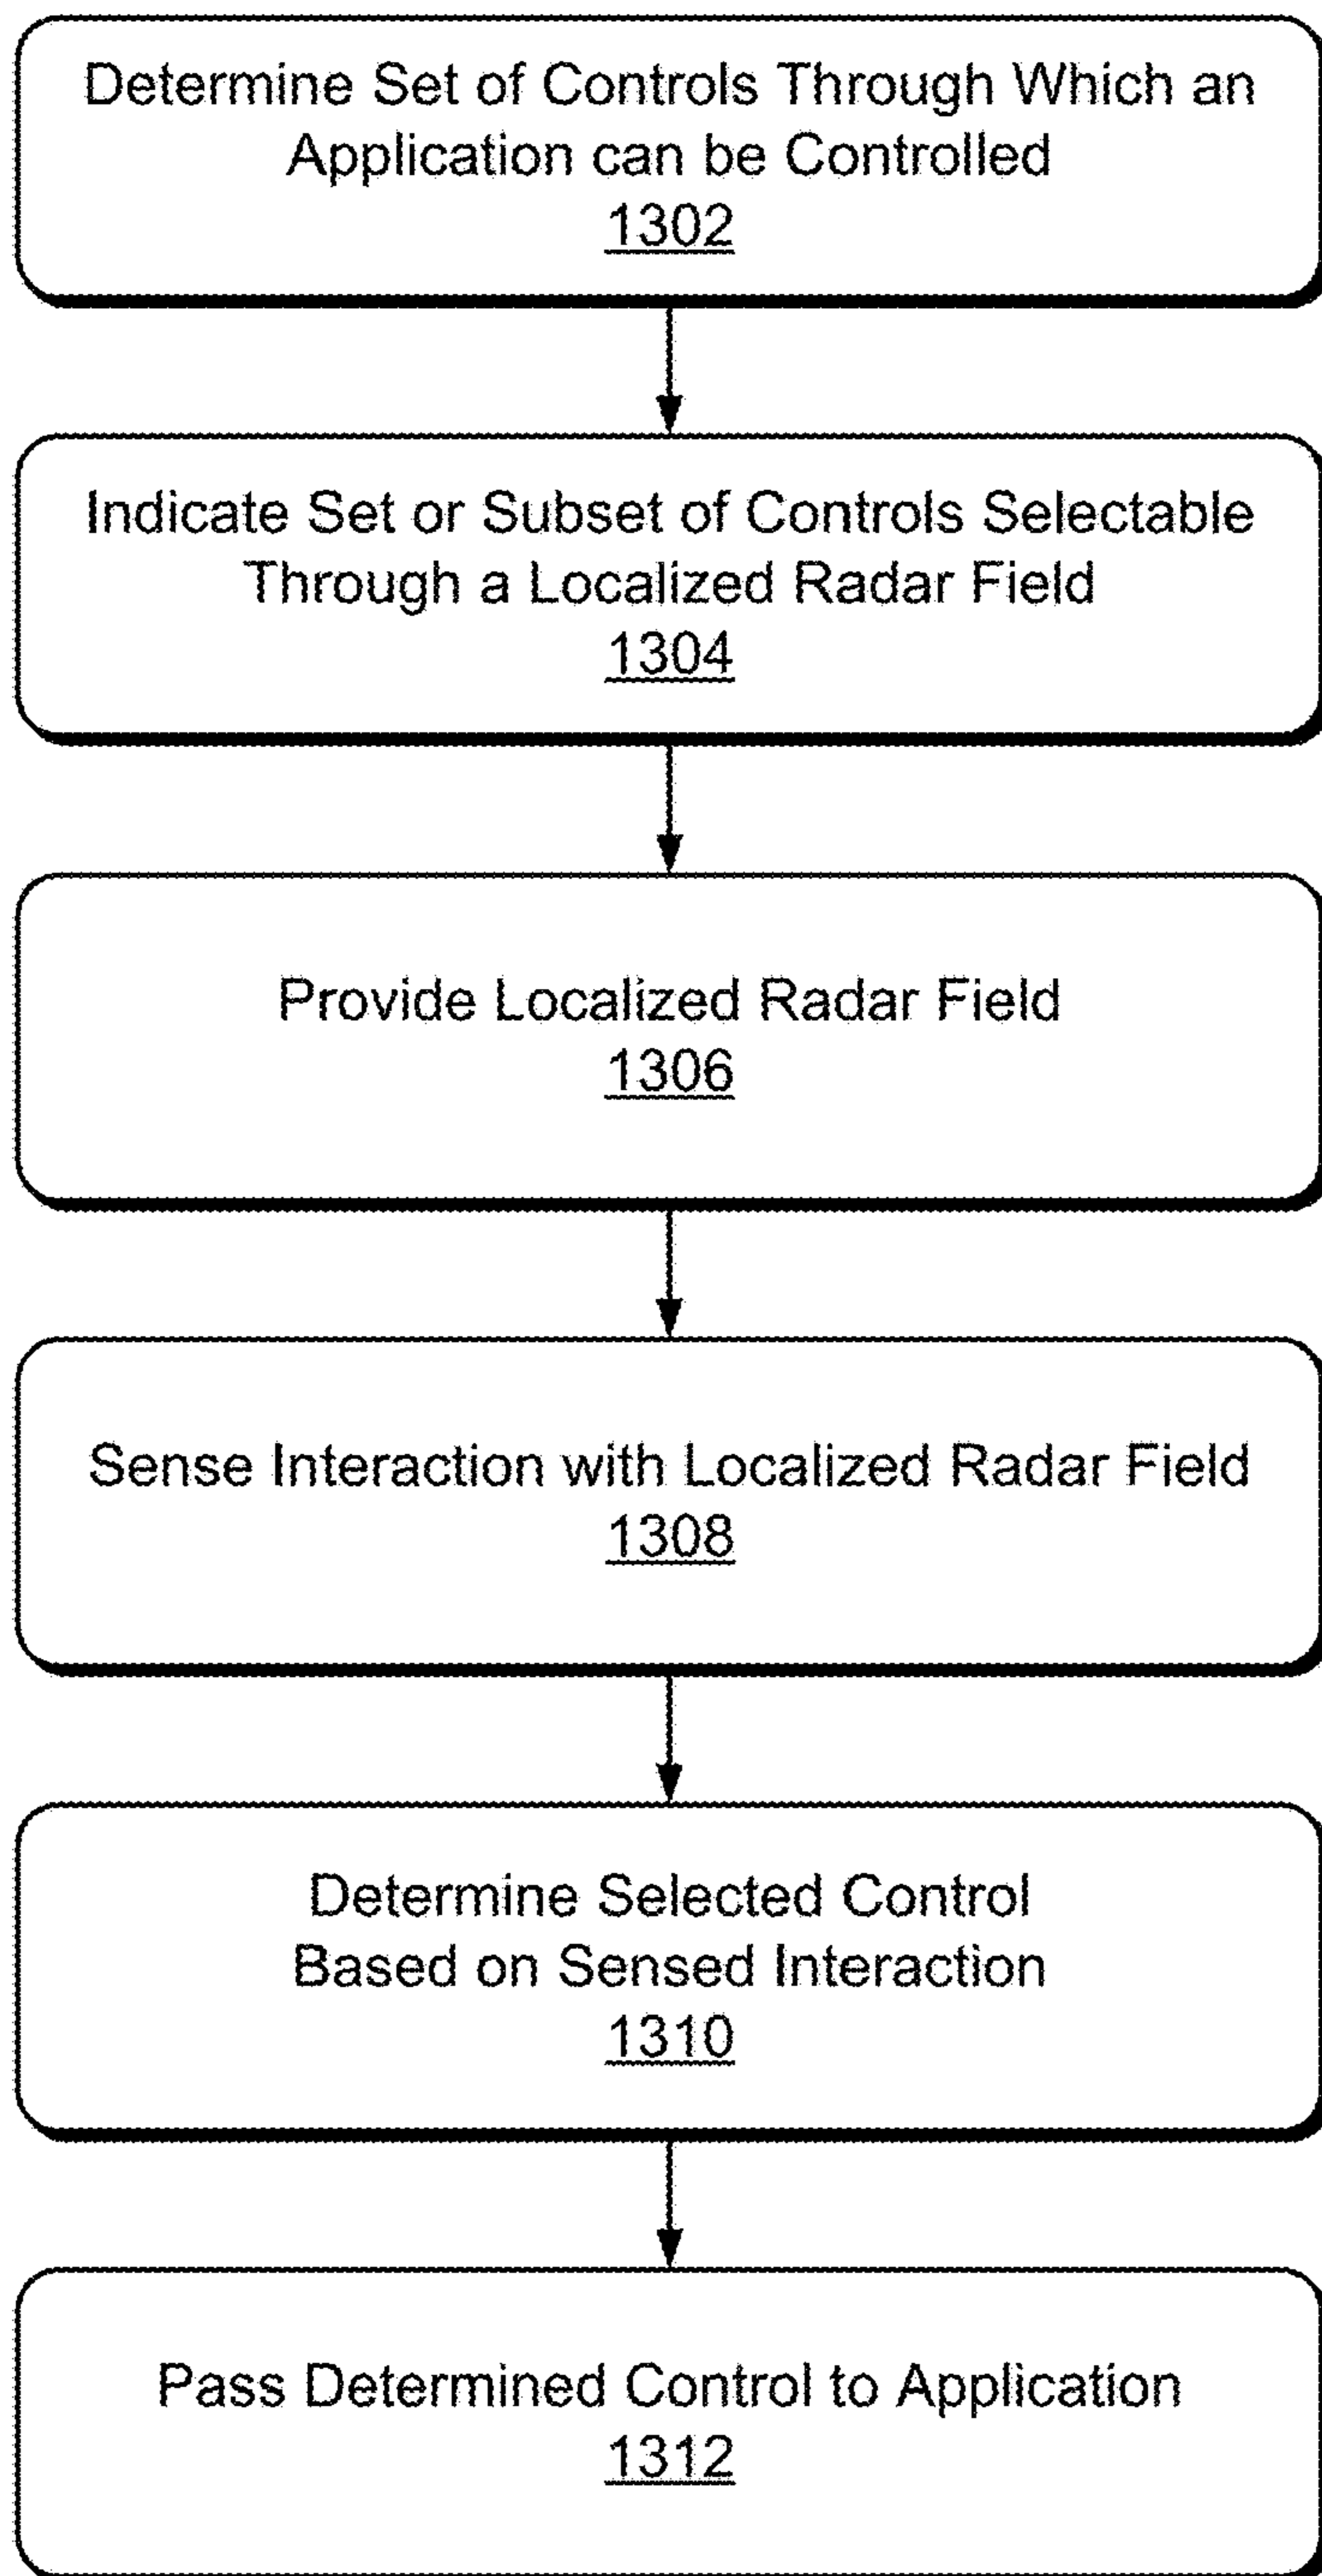 Determine Set of Controls Through Which an
Application can be Controlled
1302
Indicate Set or Subset of Controls Selectable
Through a Localized Radar Field
1304
Provide Localized Radar Field
1306
Sense Interaction with Localized Radar Field
1308
Determine Selected Control
Based on Sensed Interaction
1310
Pass Determined Control to Application
1312